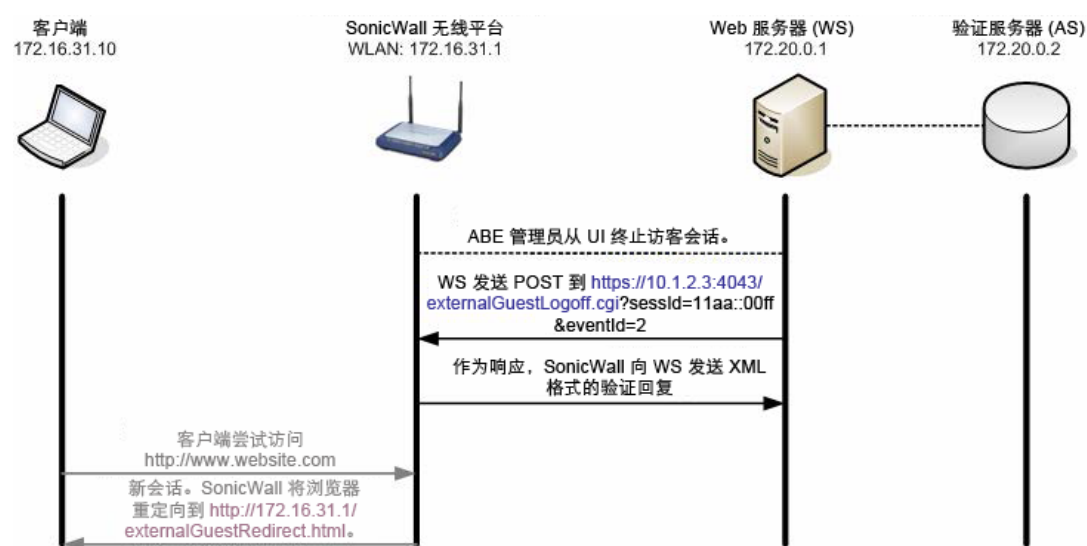 客户端
172.16.31.10
SonicWall 无线平台
WLAN: 172.16.31.1
Web 服务器 (WS)
172.20.0.1
验证服务器 (AS)
172.20.0.2
ABE 管理员从 UI 终止访客会话。
WS 发送 POST 到 https://10.1.2.3:4043/
externalGuestLogoff.cgi?sessId=11aa::00ff
&eventId=2
作为响应，SonicWall 向 WS 发送 XML
格式的验证回复
客户端尝试访问
http://www.website.com
新会话。SonicWall 将浏览器
重定向到 http://172.16.31.1/
externalGuestRedirect.html。